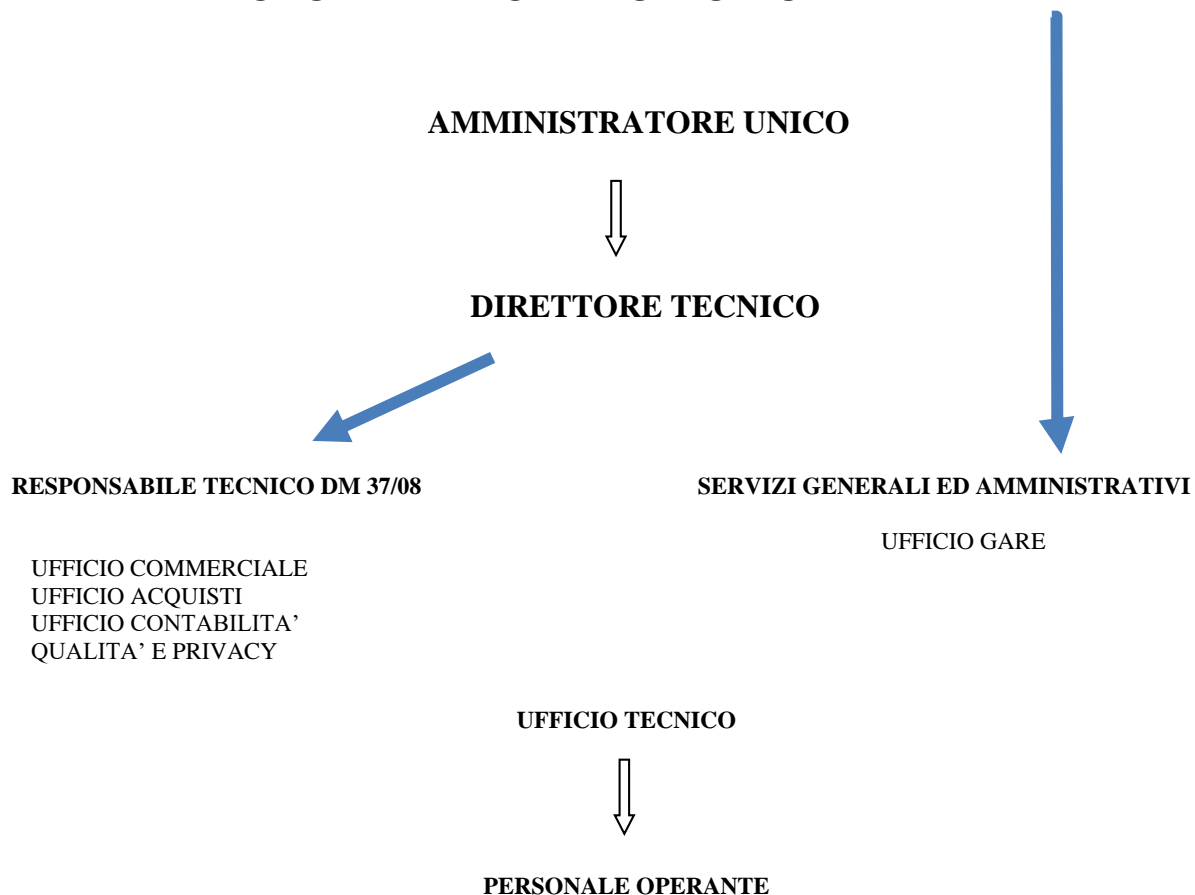 AMMINISTRATORE UNICO
DIRETTORE TECNICO
RESPONSABILE TECNICO DM 37/08
SERVIZI GENERALI ED AMMINISTRATIVI
UFFICIO GARE
UFFICIO COMMERCIALE
UFFICIO ACQUISTI
UFFICIO CONTABILITA’
QUALITA’ E PRIVACY
UFFICIO TECNICO
PERSONALE OPERANTE